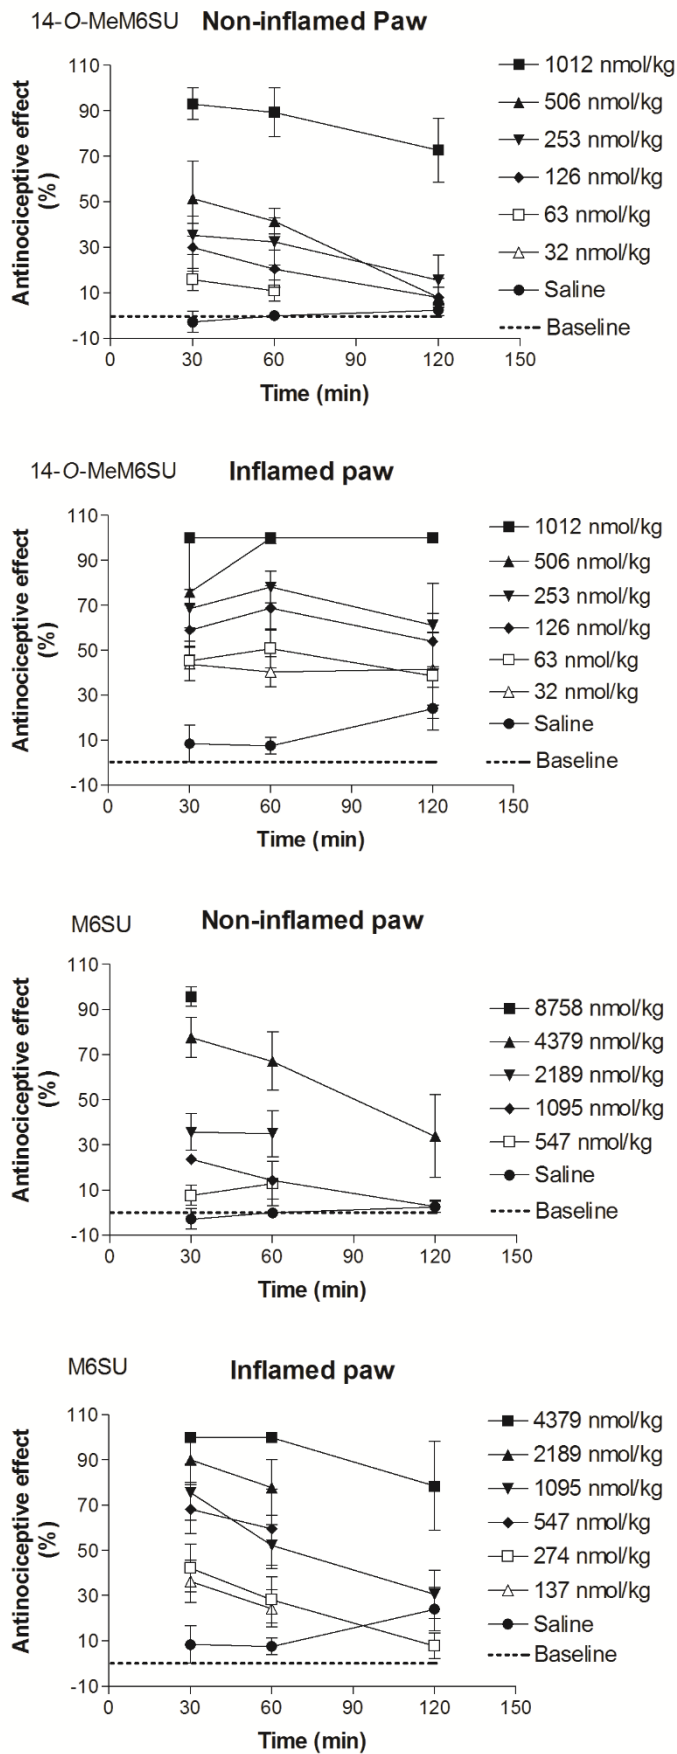 14-O-MeM6SU Non-inflamed Paw
Antinociceptive effect
(%)
110
90
70
50
30
10
-10
0 30 60 90 120 150
Time (min)
1012 nmol/kg
506 nmol/kg
253 nmol/kg
126 nmol/kg
63 nmol/kg
32 nmol/kg
Saline
Baseline
14-O-MeM6SU Inflamed paw
Antinociceptive effect
(%)
110
90
70
50
30
10
-10
0 30 60 90 120 150
Time (min)
1012 nmol/kg
506 nmol/kg
253 nmol/kg
126 nmol/kg
63 nmol/kg
32 nmol/kg
Saline
Baseline
M6SU Non-inflamed paw
Antinociceptive effect
(%)
110
90
70
50
30
10
-10
0 30 60 90 120 150
Time (min)
8758 nmol/kg
4379 nmol/kg
2189 nmol/kg
1095 nmol/kg
547 nmol/kg
Saline
Baseline
M6SU Inflamed paw
Antinociceptive effect
(%)
110
90
70
50
30
10
-10
0 30 60 90 120 150
Time (min)
4379 nmol/kg
2189 nmol/kg
1095 nmol/kg
547 nmol/kg
274 nmol/kg
137 nmol/kg
Saline
Baseline